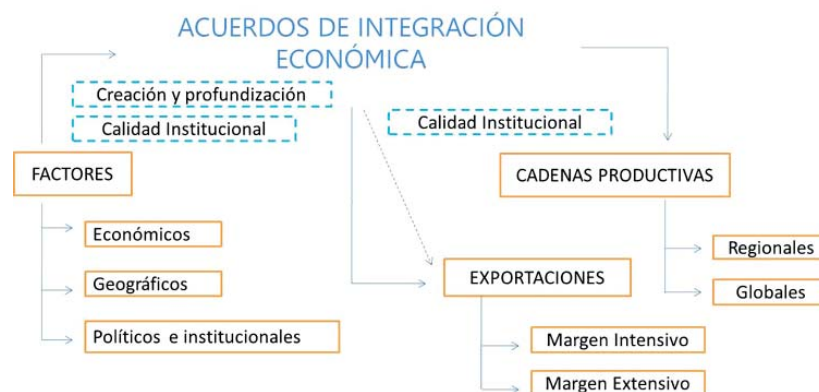 ACUERDOS DE INTEGRACIÓN
ECONÓMICA
Creación y profundización
Calidad Institucional
Calidad Institucional
FACTORES
CADENAS PRODUCTIVAS
Económicos
Regionales
Geográficos
EXPORTACIONES
Globales
Políticos e institucionales
Margen Intensivo
Margen Extensivo